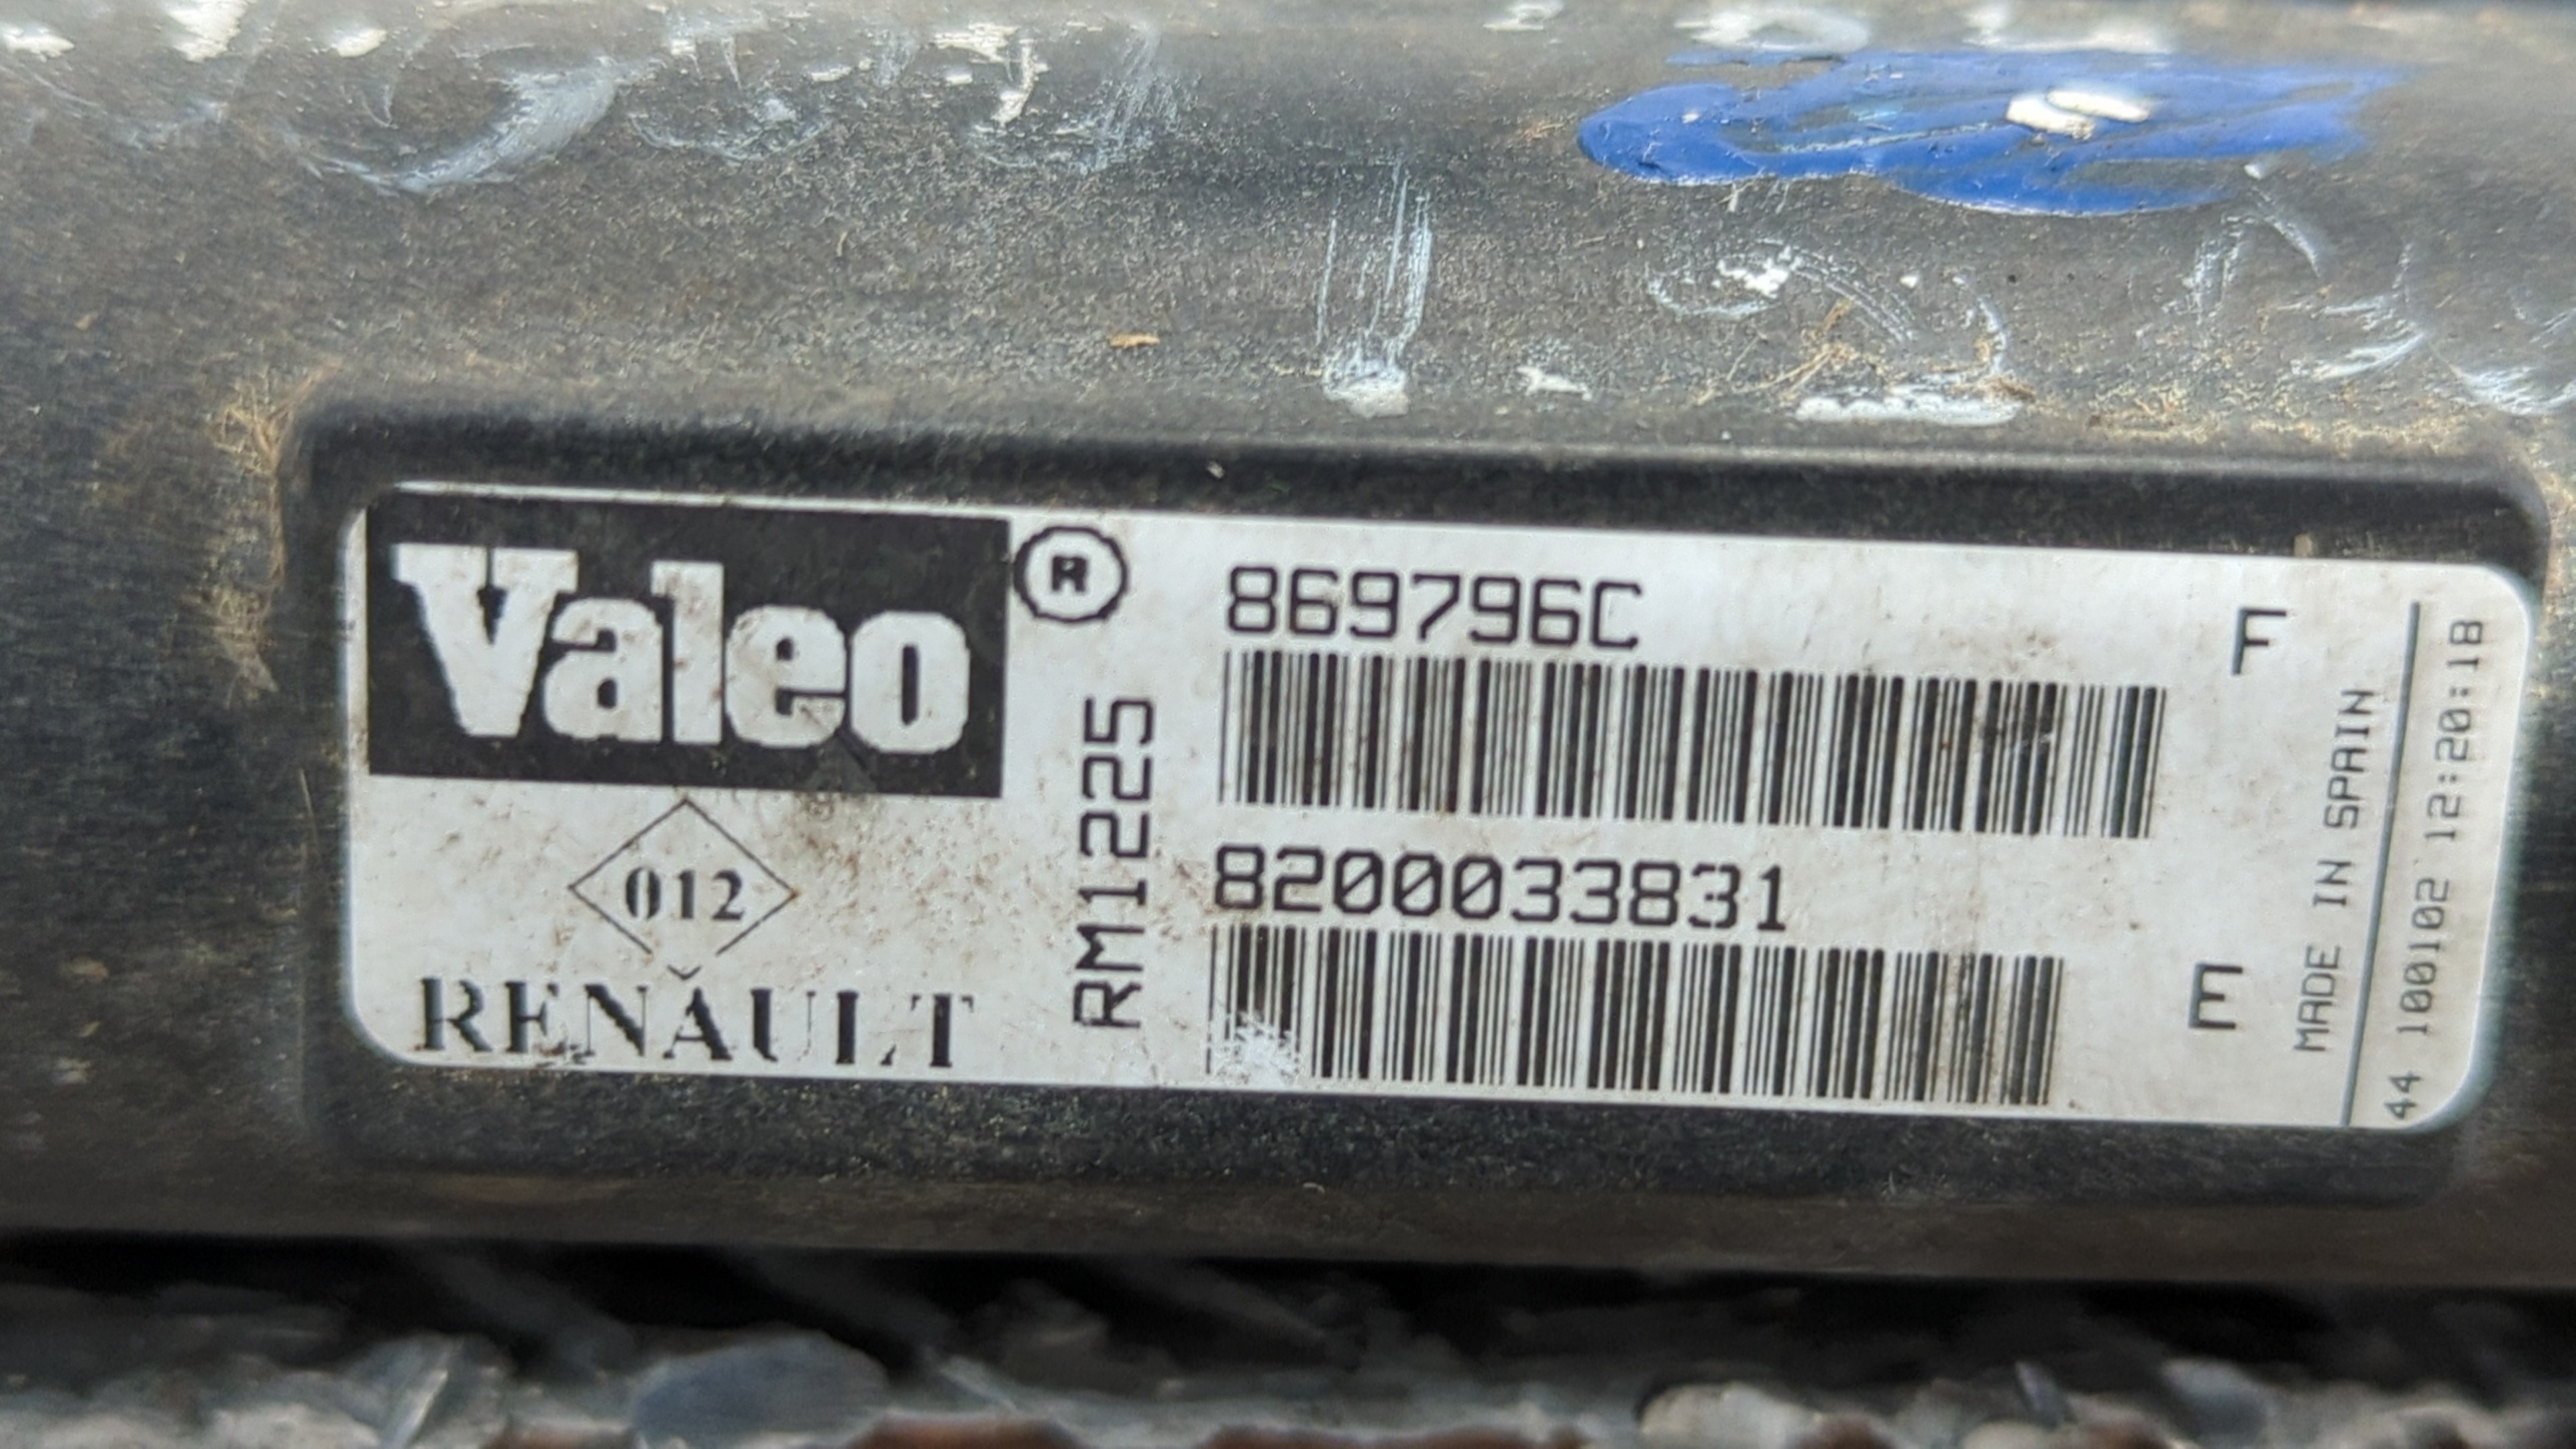 Valeo ®
012
RENAULT
RM1225
869796C
8200033831
F
E
MADE IN SPAIN
44 100102 12:20:18